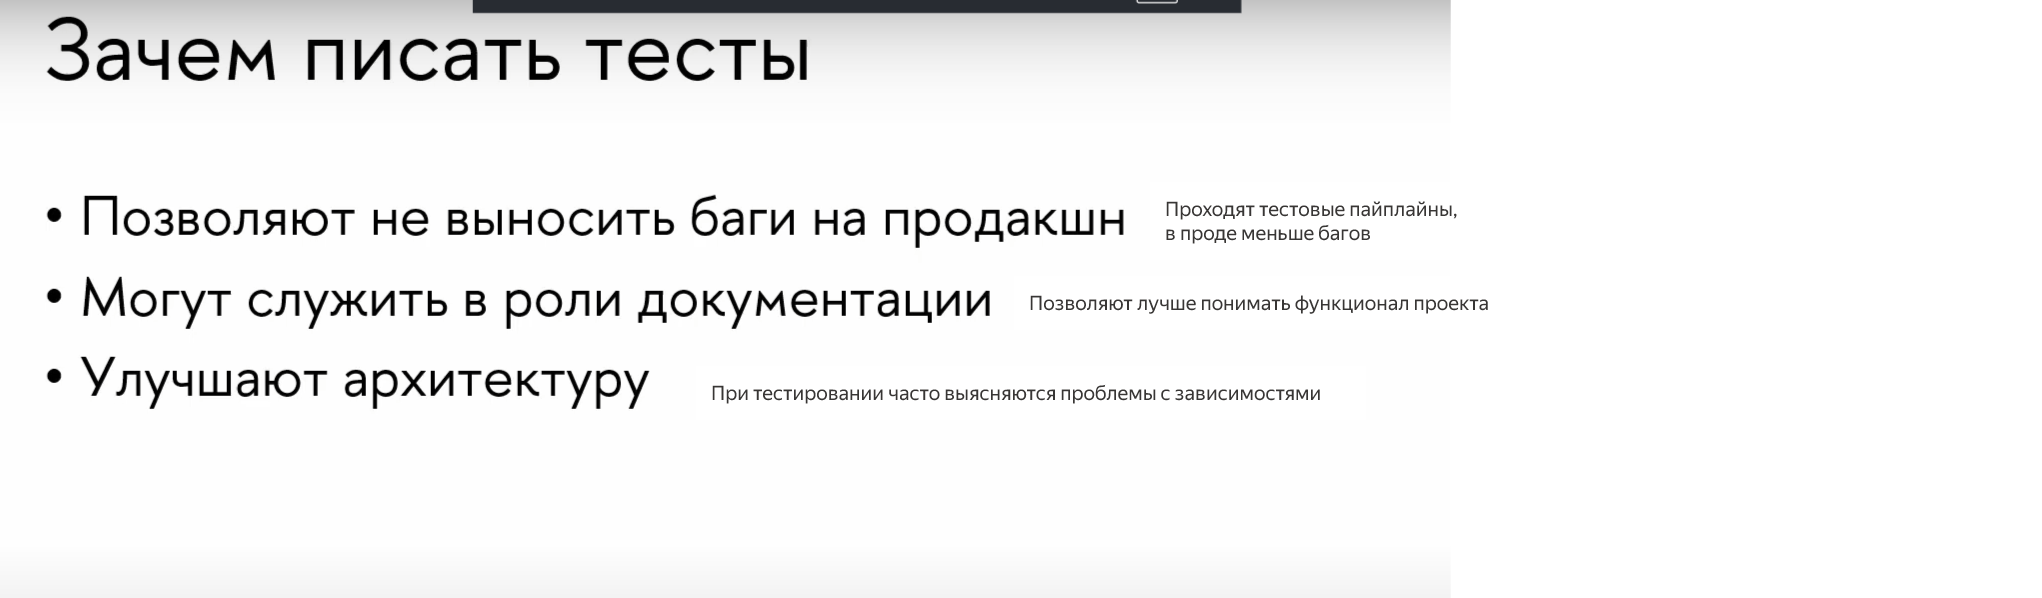 Зачем писать тесты
• Позволяют не выносить баги на продакшн
Проходят тестовые пайплайны,
в проде меньше багов
• Могут служить в роли документации
Позволяют лучше понимать функционал проекта
• Улучшают архитектуру
При тестировании часто выясняются проблемы с зависимостями